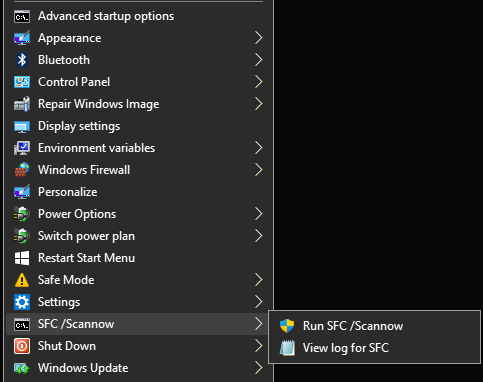 Advanced startup options
Appearance
Bluetooth
Control Panel
Repair Windows Image
Display settings
Environment variables
Windows Firewall
Personalize
Power Options
Switch power plan
Restart Start Menu
Safe Mode
Settings
SFC /Scannow
Run SFC /Scannow
Shut Down
View log for SFC
Windows Update